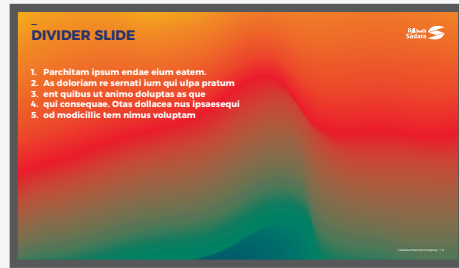 DIVIDER SLIDE
صدارة
Sadara
1. Parchitam ipsum endae eium eatem.
2. As doloriam re sernati ium qui ulpa pratum
3. ent quibus ut animo doluptas as que
4. qui consequae. Otas dollacea nus ipsaesequi
5. od modicillic tem nimus voluptam